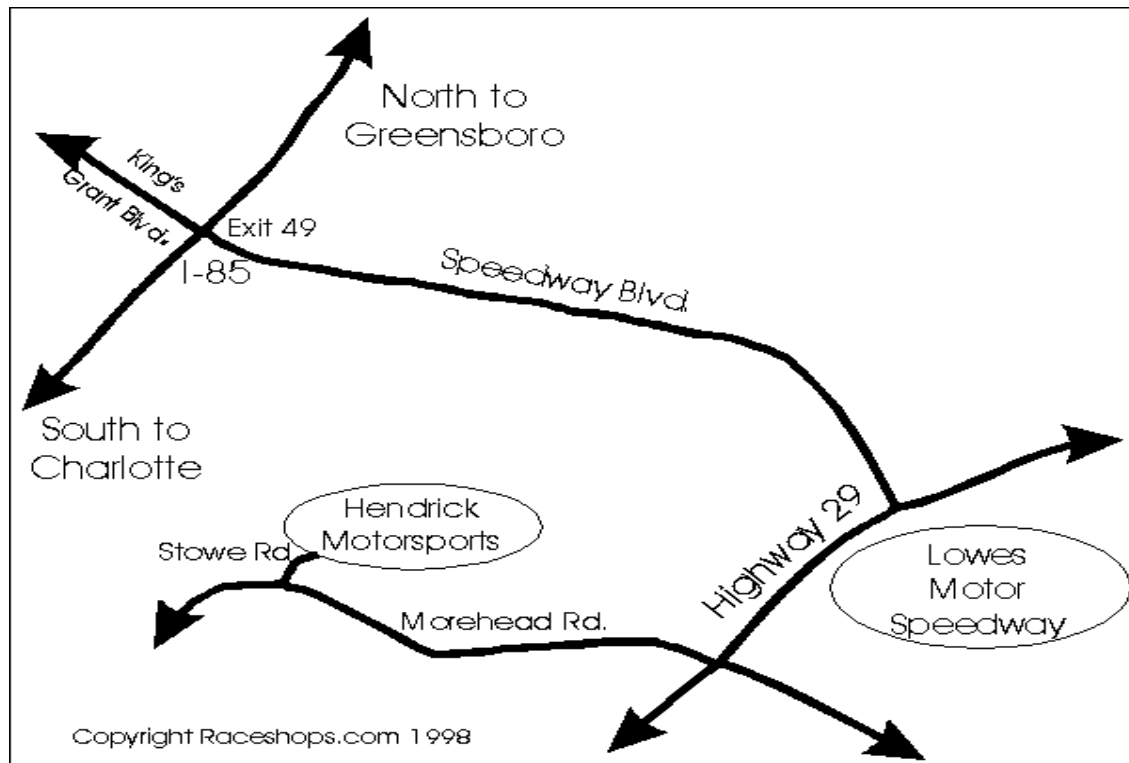 North to
Greensboro
King's
Grant Blvd.
Exit 49
I-85
Speedway Blvd.
South to
Charlotte
Hendrick
Motorsports
Stowe Rd
Highway 29
Lowes
Motor
Speedway
Morehead Rd.
Copyright Raceshops.com 1998